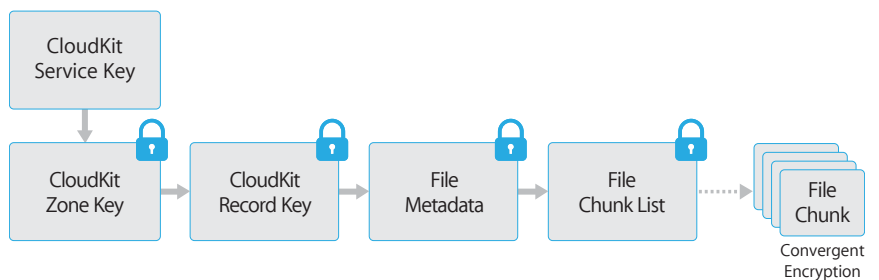 CloudKit
Service Key
CloudKit
Zone Key
CloudKit
Record Key
File
Metadata
File
Chunk List
File
Chunk
Convergent
Encryption